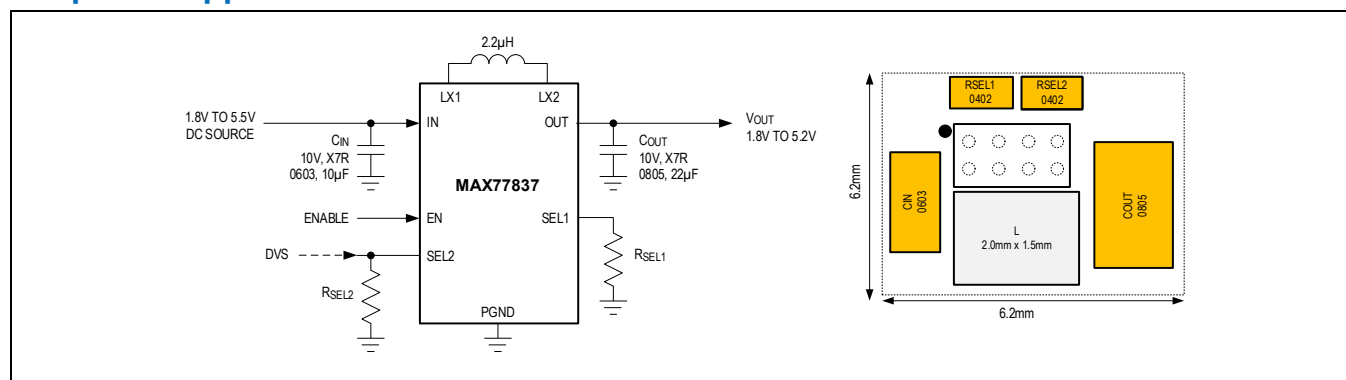 2.2µH
LX1
LX2
1.8V TO 5.5V
DC SOURCE
IN
OUT
VOUT
1.8V TO 5.2V
CIN
10V, X7R
0603, 10µF
COUT
10V, X7R
0805, 22µF
MAX77837
ENABLE
EN
SEL1
DVS
SEL2
RSEL1
RSEL2
PGND
RSEL1
0402
RSEL2
0402
6.2mm
CIN
0603
COUT
0805
L
2.0mm x 1.5mm
6.2mm